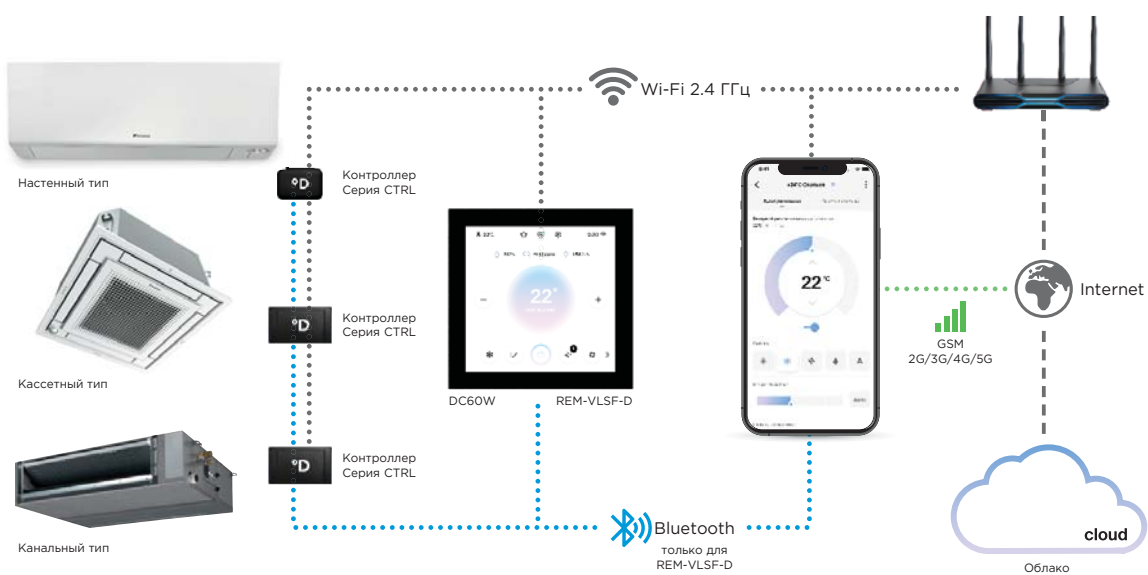 Wi-Fi 2.4 ГГц
DAIKIN
Настенный тип
D
Контроллер
Серия CTRL
Кассетный тип
D
Контроллер
Серия CTRL
22°
DC60W REM-VLSF-D
22 °C
GSM
2G/3G/4G/5G
Internet
Канальный тип
D
Контроллер
Серия CTRL
Bluetooth
только для
REM-VLSF-D
cloud
Облако